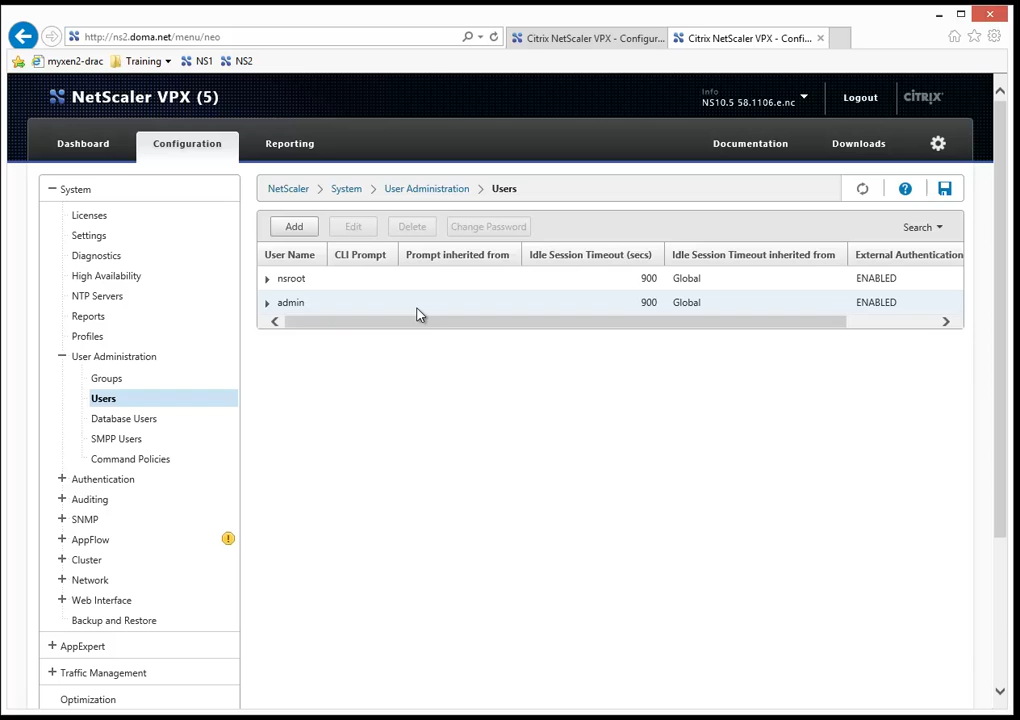 http://ns2.doma.net/menu/neo
Citrix NetScaler VPX - Configur...
Citrix NetScaler VPX - Confi...
myxen2-drac
Training
NS1
NS2
NetScaler VPX (5)
Info
NS10.5 58.1106.e.nc
Logout
CITRIX
Dashboard
Configuration
Reporting
Documentation
Downloads
System
Licenses
Settings
Diagnostics
High Availability
NTP Servers
Reports
Profiles
User Administration
Groups
Users
Database Users
SMPP Users
Command Policies
Authentication
Auditing
SNMP
AppFlow
Cluster
Network
Web Interface
Backup and Restore
AppExpert
Traffic Management
Optimization
NetScaler > System > User Administration > Users
Add Edit Delete Change Password Search
User Name CLI Prompt Prompt inherited from Idle Session Timeout (secs) Idle Session Timeout inherited from External Authentication
nsroot 900 Global ENABLED
admin 900 Global ENABLED